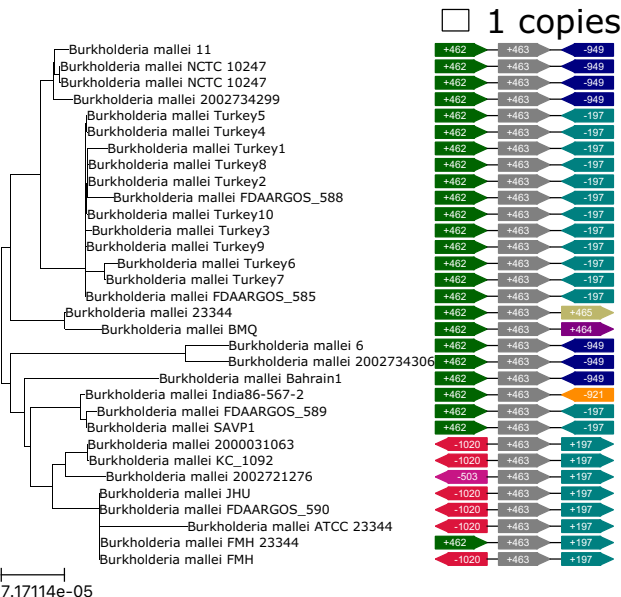 1 copies
Burkholderia mallei 11 +462 +463 -949
Burkholderia mallei NCTC 10247 +462 +463 -949
Burkholderia mallei NCTC 10247 +462 +463 -949
Burkholderia mallei 2002734299 +462 +463 -949
Burkholderia mallei Turkey5 +462 +463 -197
Burkholderia mallei Turkey4 +462 +463 -197
Burkholderia mallei Turkey1 +462 +463 -197
Burkholderia mallei Turkey8 +462 +463 -197
Burkholderia mallei Turkey2 +462 +463 -197
Burkholderia mallei FDAARGOS_588 +462 +463 -197
Burkholderia mallei Turkey10 +462 +463 -197
Burkholderia mallei Turkey3 +462 +463 -197
Burkholderia mallei Turkey9 +462 +463 -197
Burkholderia mallei Turkey6 +462 +463 -197
Burkholderia mallei Turkey7 +462 +463 -197
Burkholderia mallei FDAARGOS_585 +462 +463 -197
Burkholderia mallei 23344 +462 +463 +465
Burkholderia mallei BMQ +462 +463 +464
Burkholderia mallei 6 +462 +463 -949
Burkholderia mallei 2002734306 +462 +463 -949
Burkholderia mallei Bahrain1 +462 +463 -949
Burkholderia mallei India86-567-2 +462 +463 -921
Burkholderia mallei FDAARGOS_589 +462 +463 -197
Burkholderia mallei SAVP1 +462 +463 -197
Burkholderia mallei 2000031063 -1020 +463 +197
Burkholderia mallei KC_1092 -1020 +463 +197
Burkholderia mallei 2002721276 -503 +463 +197
Burkholderia mallei JHU -1020 +463 +197
Burkholderia mallei FDAARGOS_590 -1020 +463 +197
Burkholderia mallei ATCC 23344 -1020 +463 +197
Burkholderia mallei FMH 23344 +462 +463 +197
Burkholderia mallei FMH -1020 +463 +197
7.17114e-05